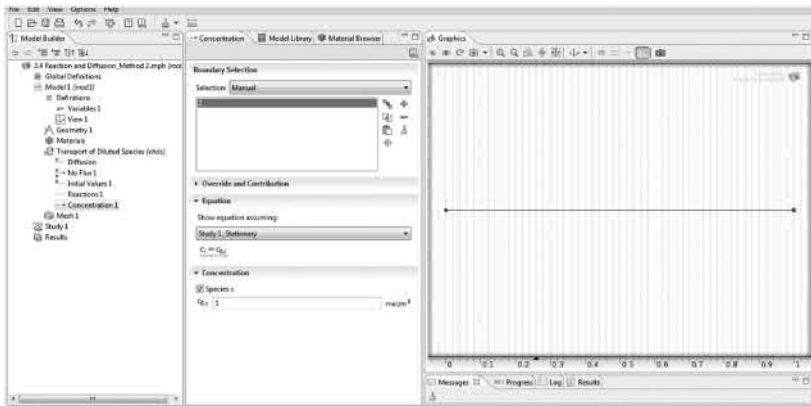 File Edit View Options Help
Model Builder
2.4 Reaction and Diffusion_Method 2.mph (root)
Global Definitions
Model 1 (mod1)
Definitions
Variables 1
View 1
Geometry 1
Materials
Transport of Diluted Species (chds)
Diffusion
No Flux 1
Initial Values 1
Reactions 1
Concentration 1
Mesh 1
Study 1
Results
Concentration Model Library Material Browser
Boundary Selection
Selection: Manual
Override and Contribution
Equation
Show equation assuming:
Study 1, Stationary
cᵢ = c₀,ᵢ
Concentration
Species c
c₀,c 1 mol/m³
Graphics
0 0.1 0.2 0.3 0.4 0.5 0.6 0.7 0.8 0.9 1
Messages Progress Log Results